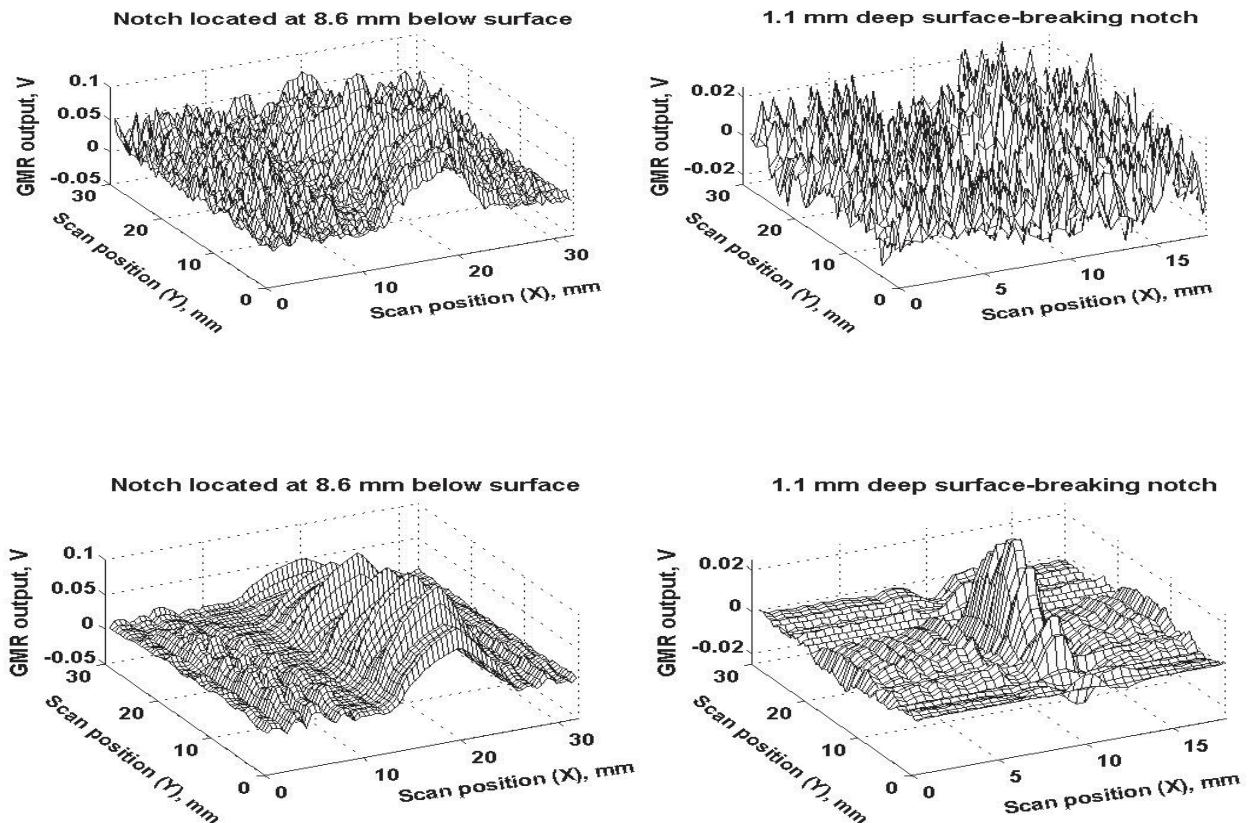 Notch located at 8.6 mm below surface
GMR output, V
0.1
0.05
0
-0.05
30
20
10
0
Scan position (Y), mm
0
10
20
30
Scan position (X), mm
1.1 mm deep surface-breaking notch
GMR output, V
0.02
0
-0.02
30
20
10
0
Scan position (Y), mm
0
5
10
15
Scan position (X), mm
Notch located at 8.6 mm below surface
GMR output, V
0.1
0.05
0
-0.05
30
20
10
0
Scan position (Y), mm
0
10
20
30
Scan position (X), mm
1.1 mm deep surface-breaking notch
GMR output, V
0.02
0
-0.02
30
20
10
0
Scan position (Y), mm
0
5
10
15
Scan position (X), mm